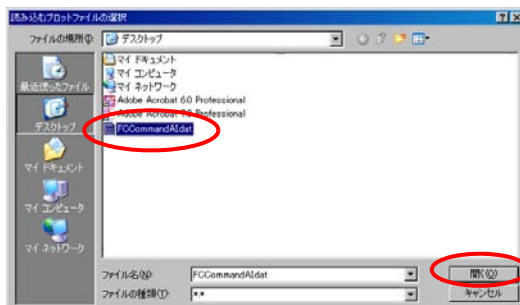 読み込むプロットファイルの選択
ファイルの場所(I):
デスクトップ
最近使ったファイル
デスクトップ
マイ ドキュメント
マイ コンピュータ
マイ ネットワーク
マイ ドキュメント
マイ コンピュータ
マイ ネットワーク
Adobe Acrobat 6.0 Professional
Adobe Acrobat 7.0 Professional
FCCommandAI.dat
ファイル名(N):
FCCommandAI.dat
開く(O)
ファイルの種類(T):
*.*
キャンセル